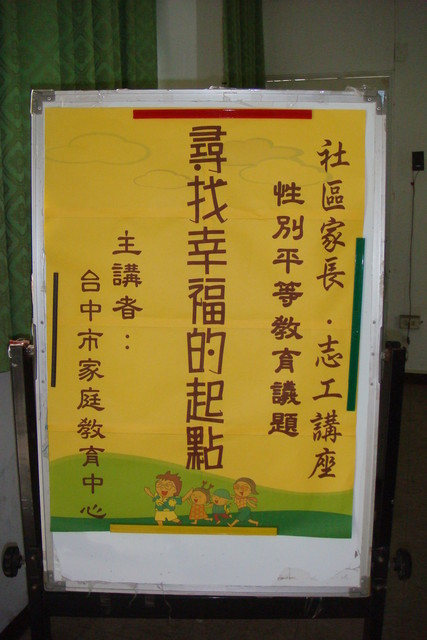 社區家長．志工講座
性別平等教育議題
尋找幸福的起點
主講者：
台中市家庭教育中心